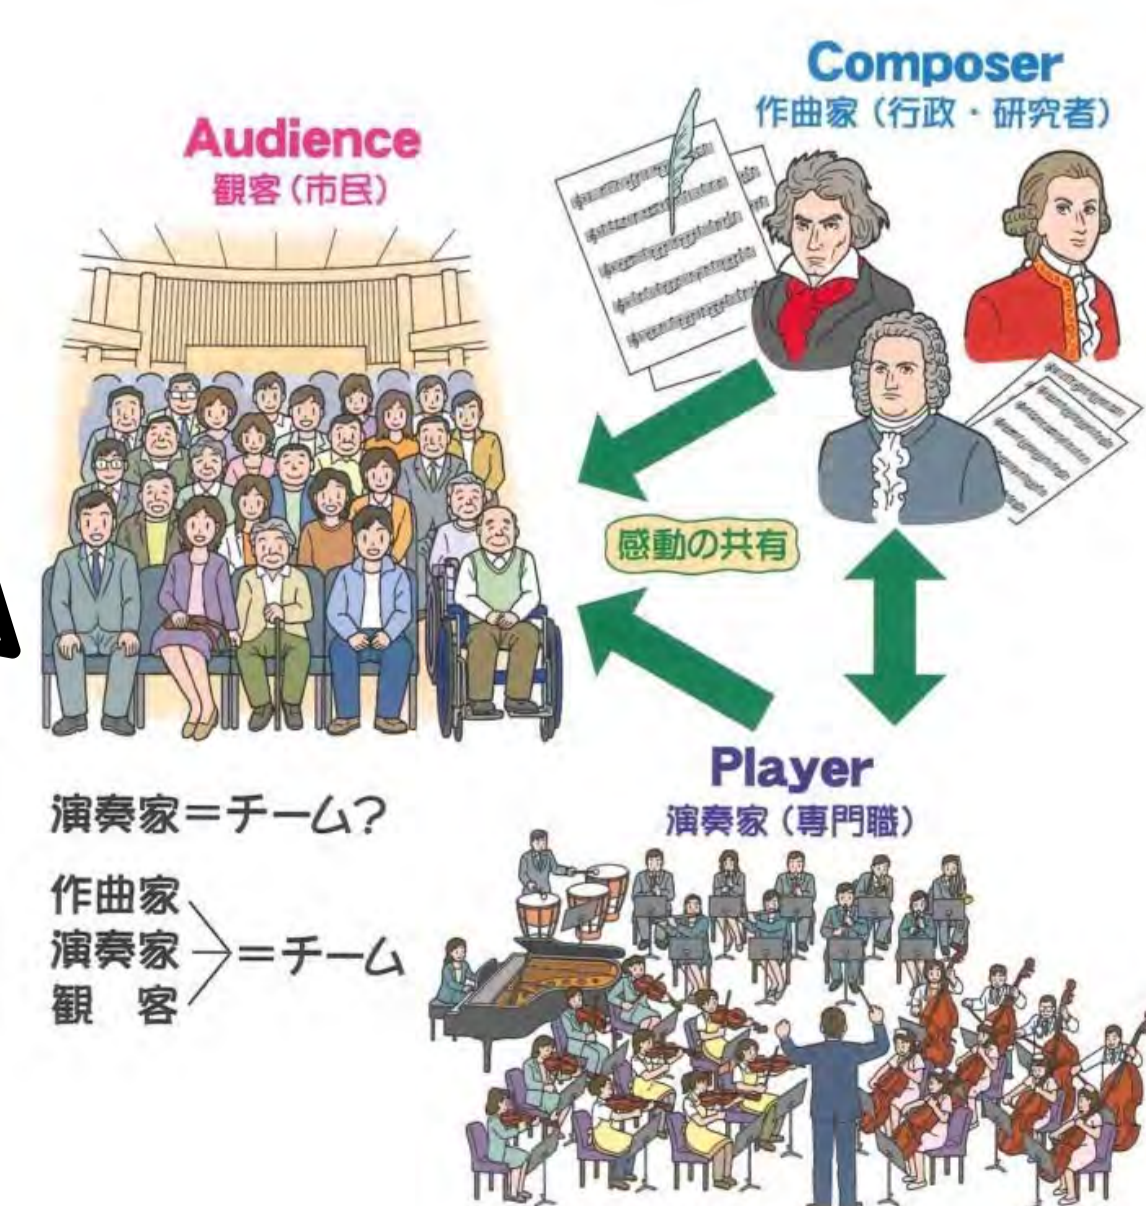 Composer
作曲家（行政・研究者）
Audience
観客（市民）
感動の共有
Player
演奏家（専門職）
演奏家＝チーム？
作曲家
演奏家
観　客
＝チーム